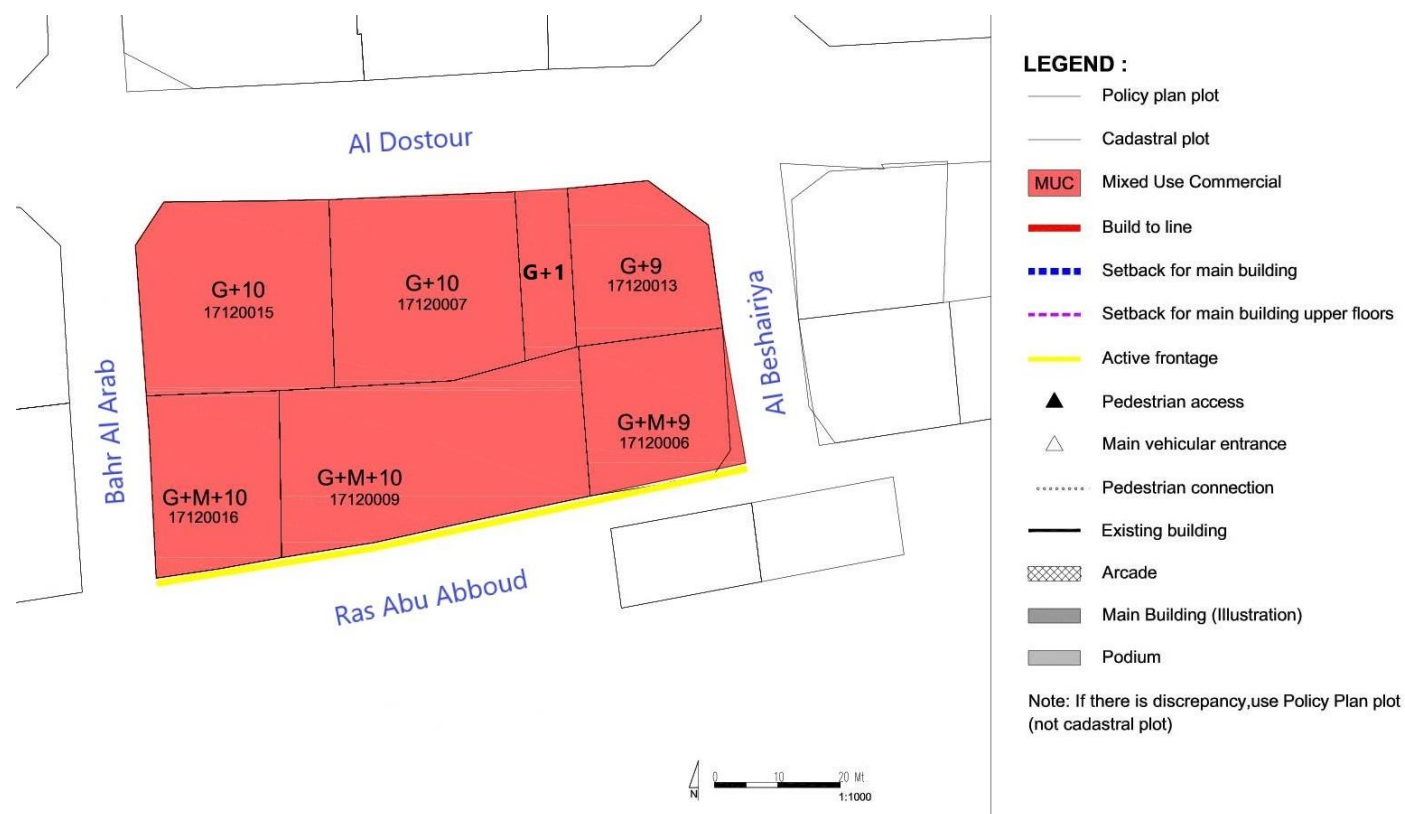 Al Dostour
G+10
17120015
G+10
17120007
G+1
G+9
17120013
Al Beshairiya
Bahr Al Arab
G+M+10
17120016
G+M+10
17120009
G+M+9
17120006
Ras Abu Abboud
N
0 10 20 Mt
1:1000
LEGEND :
Policy plan plot
Cadastral plot
MUC Mixed Use Commercial
Build to line
Setback for main building
Setback for main building upper floors
Active frontage
Pedestrian access
Main vehicular entrance
Pedestrian connection
Existing building
Arcade
Main Building (Illustration)
Podium
Note: If there is discrepancy,use Policy Plan plot
(not cadastral plot)